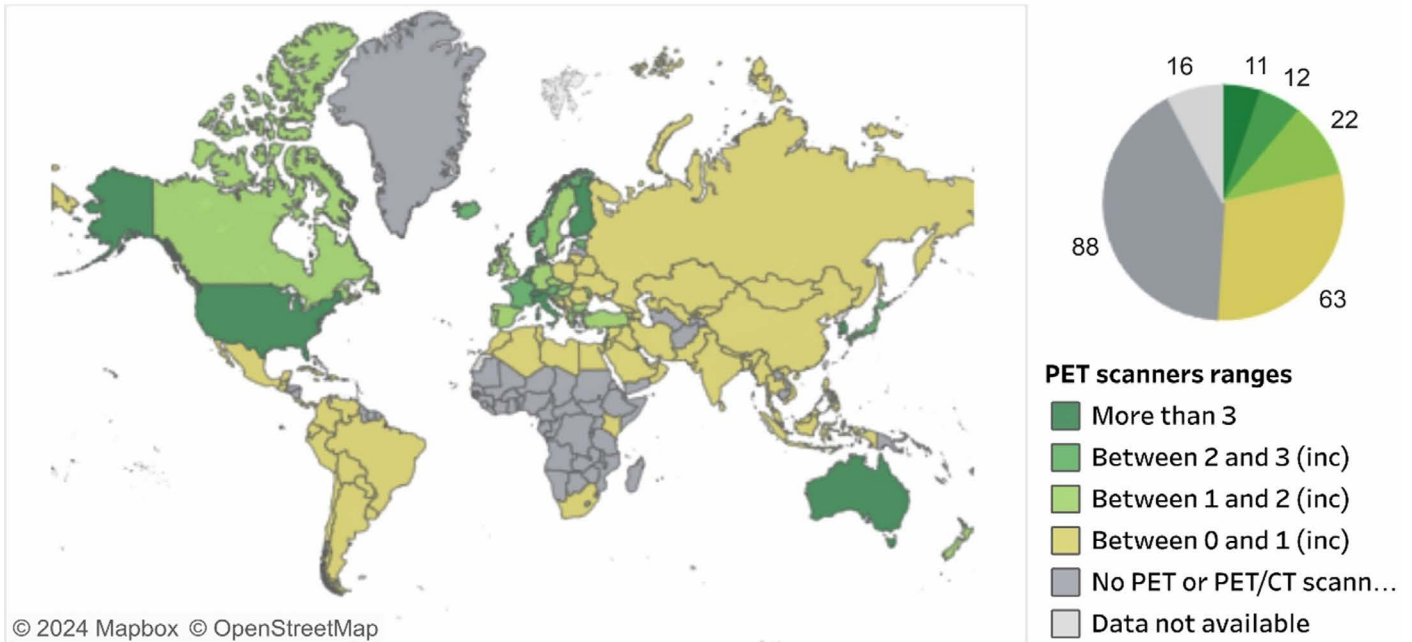 16
11
12
22
88
63
PET scanners ranges
More than 3
Between 2 and 3 (inc)
Between 1 and 2 (inc)
Between 0 and 1 (inc)
No PET or PET/CT scann...
Data not available
© 2024 Mapbox © OpenStreetMap